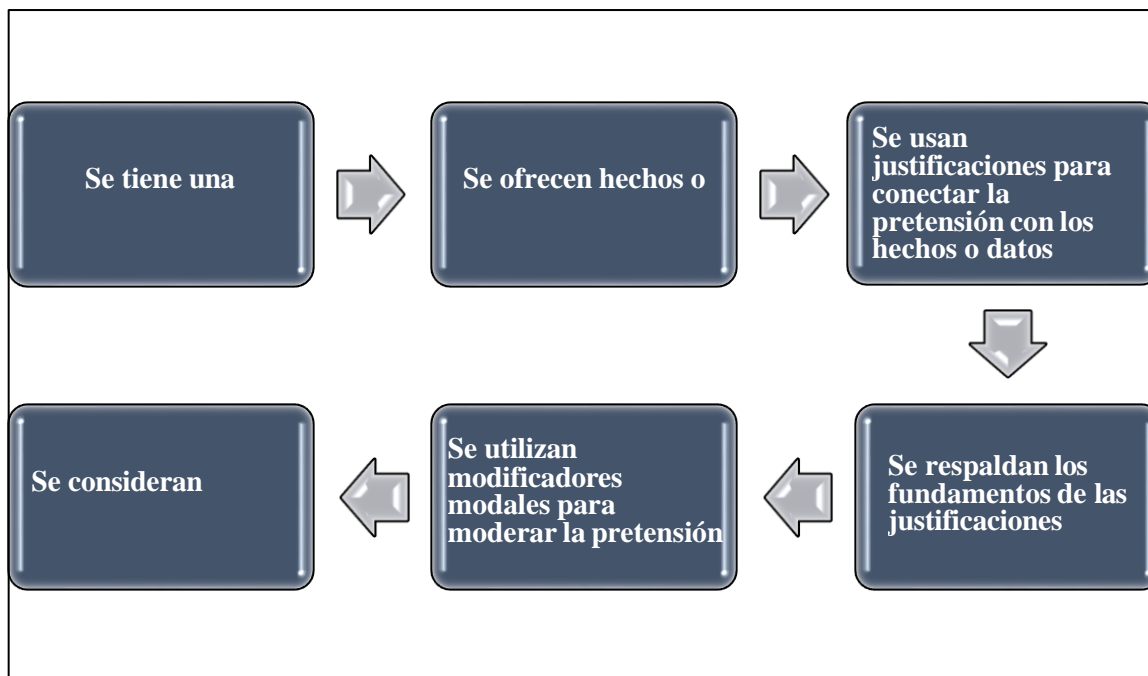 Se tiene una
Se ofrecen hechos o
Se usan
justificaciones para
conectar la
pretensión con los
hechos o datos
Se respaldan los
fundamentos de las
justificaciones
Se utilizan
modificadores
modales para
moderar la pretensión
Se consideran